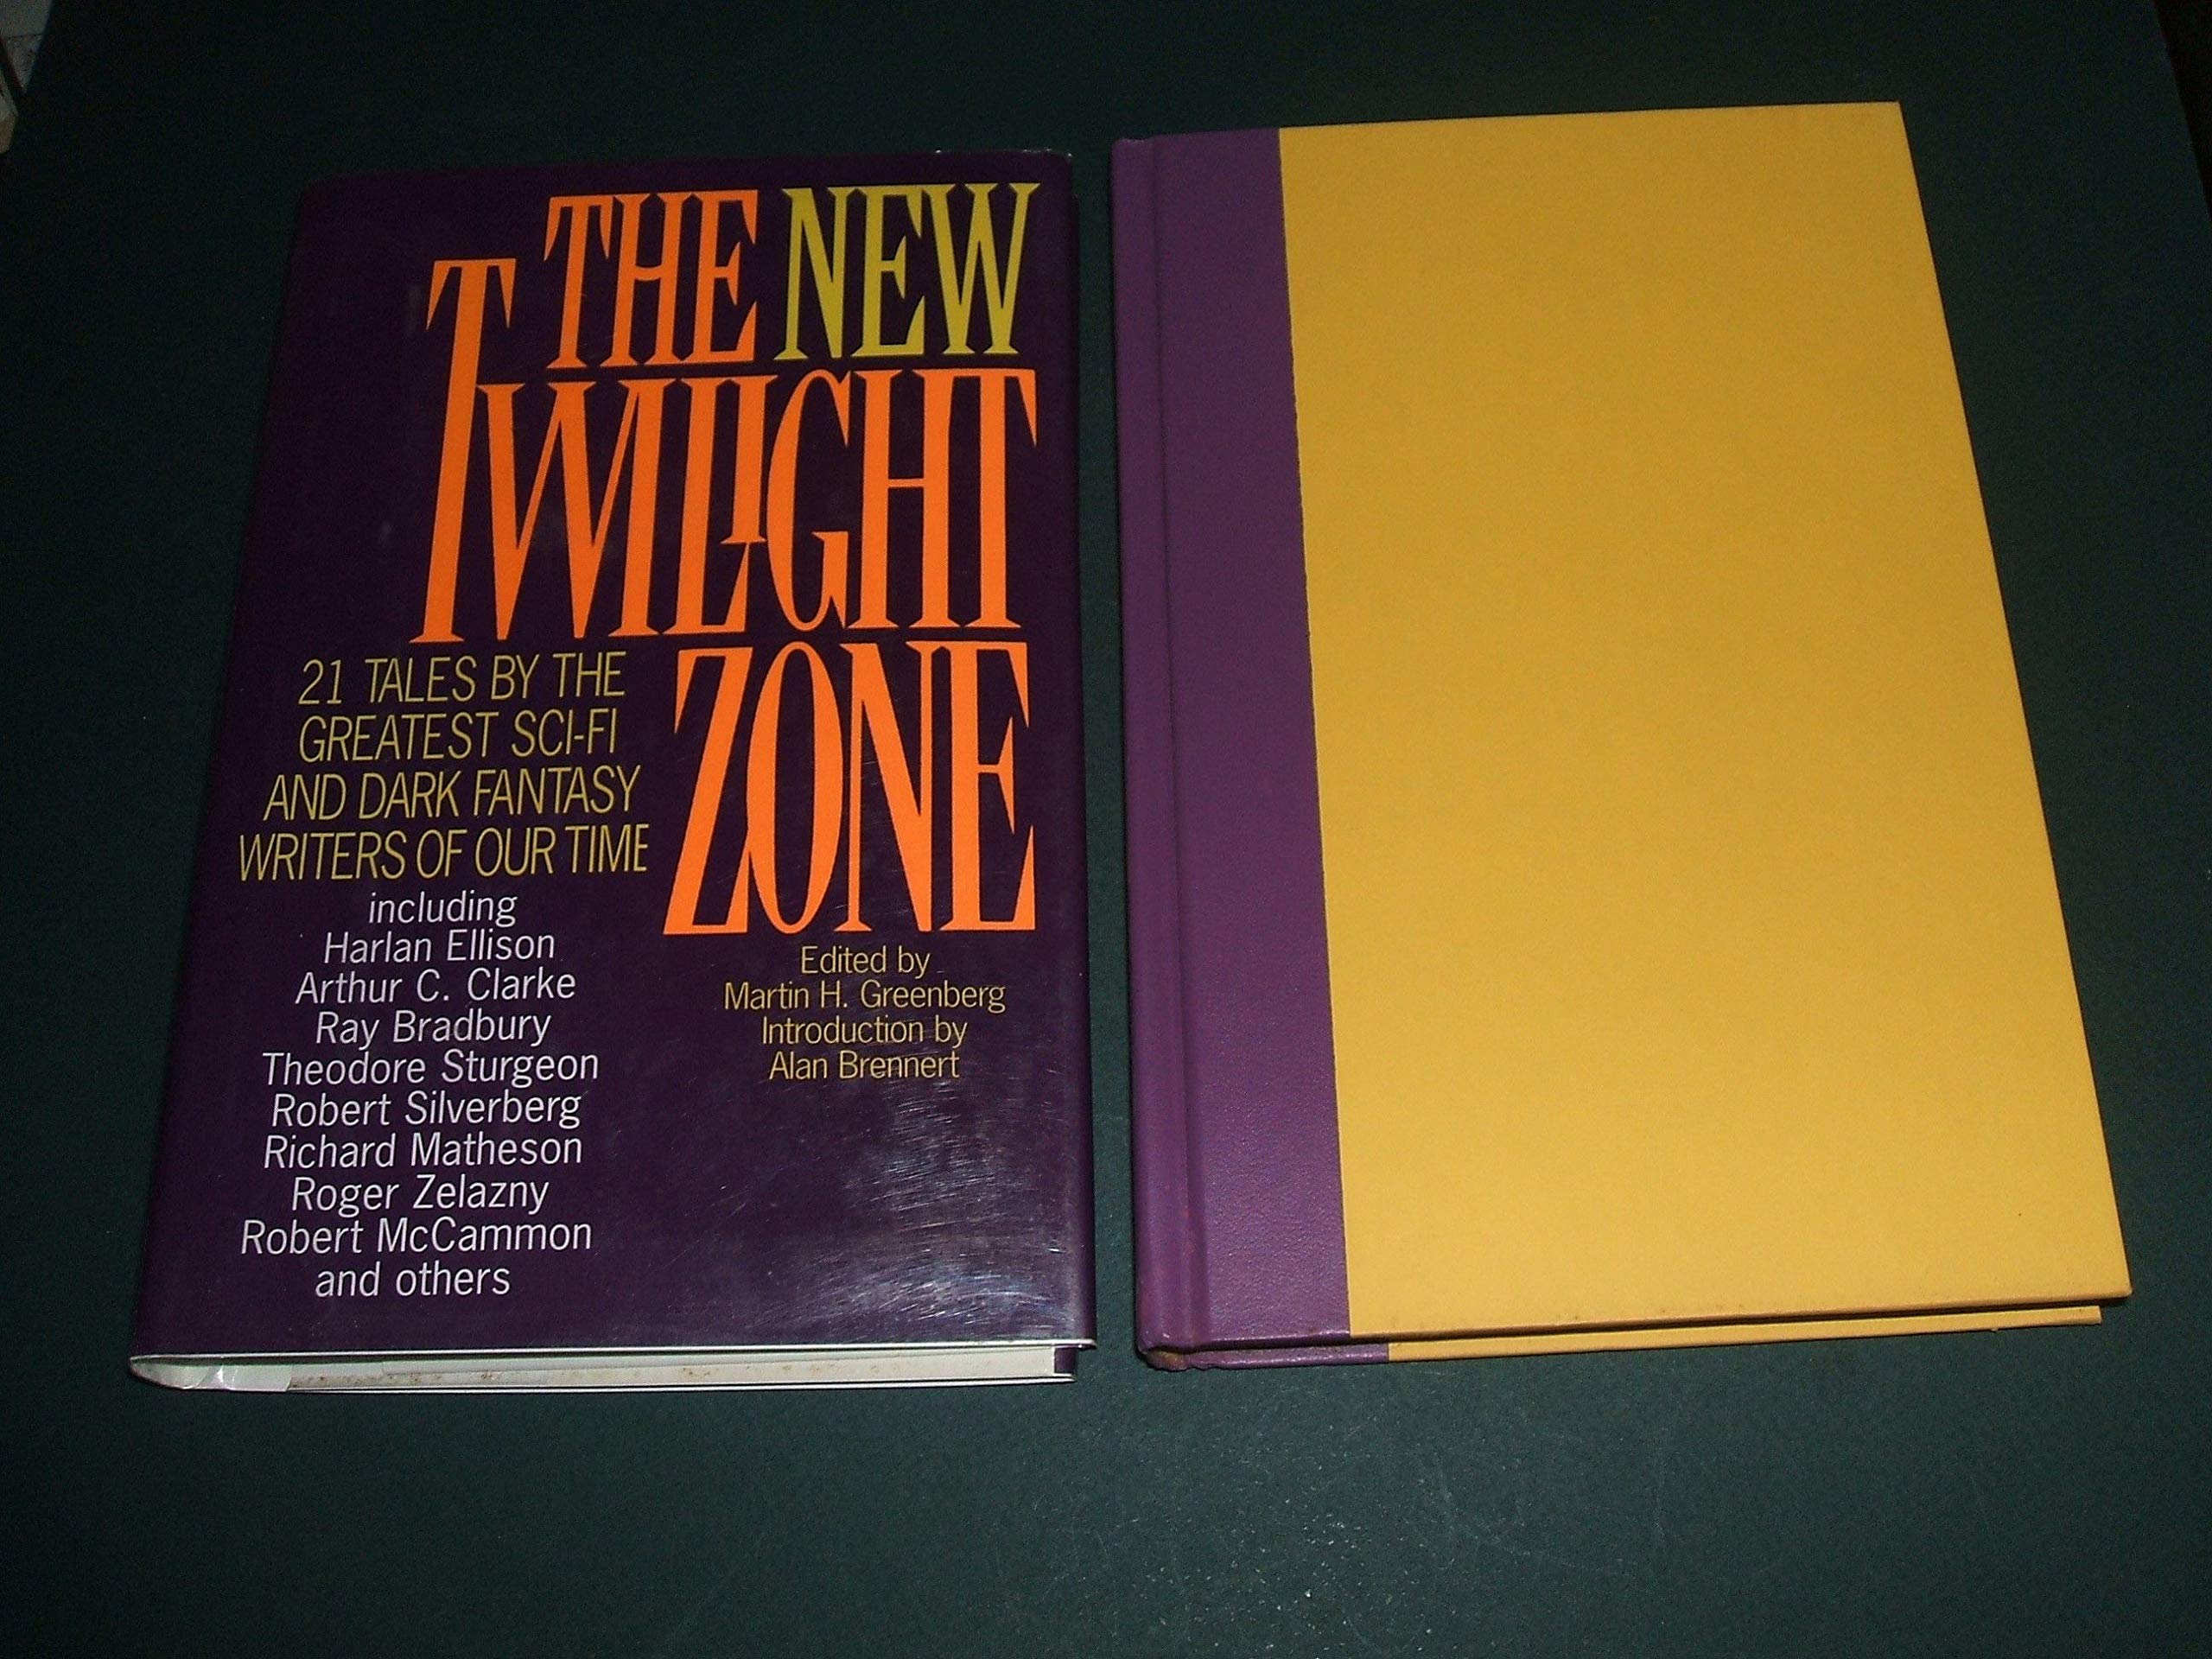 THE NEW
TWILIGHT
ZONE
21 TALES BY THE
GREATEST SCI-FI
AND DARK FANTASY
WRITERS OF OUR TIME
including
Harlan Ellison
Arthur C. Clarke
Ray Bradbury
Theodore Sturgeon
Robert Silverberg
Richard Matheson
Roger Zelazny
Robert McCammon
and others
Edited by
Martin H. Greenberg
Introduction by
Alan Brennert